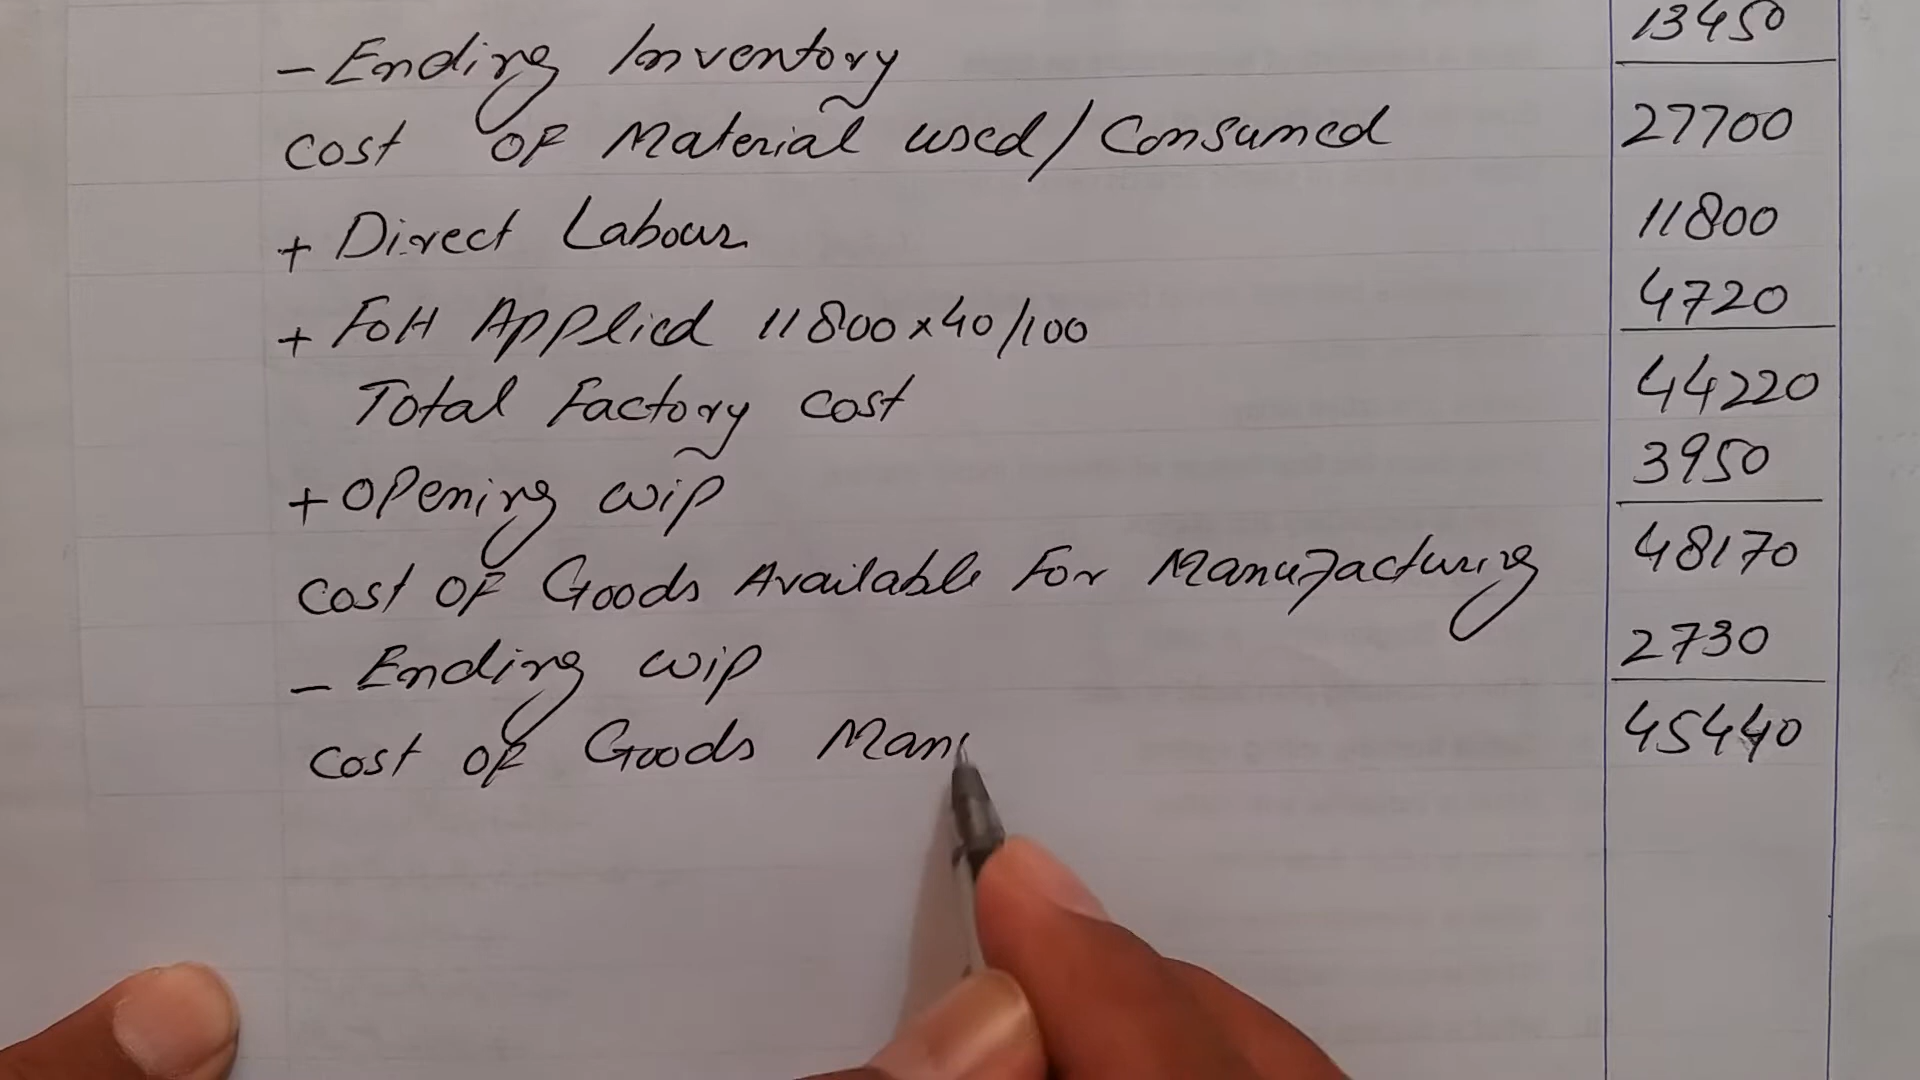 - Ending Inventory 13450
Cost OF Material used/Consumed 27700
+ Direct Labour 11800
+ FOH Applied 11800x40/100 4720
Total Factory Cost 44220
+ Opening wip 3950
Cost OF Goods Available For Manufacturing 48170
- Ending wip 2730
Cost OF Goods Man 45440